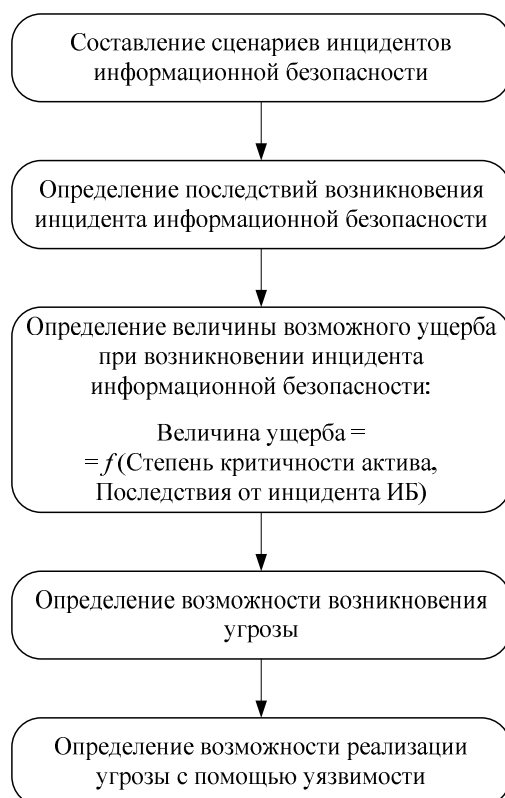 Составление сценариев инцидентов
информационной безопасности
Определение последствий возникновения
инцидента информационной безопасности
Определение величины возможного ущерба
при возникновении инцидента
информационной безопасности:
Величина ущерба =
= f (Степень критичности актива,
Последствия от инцидента ИБ)
Определение возможности возникновения
угрозы
Определение возможности реализации
угрозы с помощью уязвимости